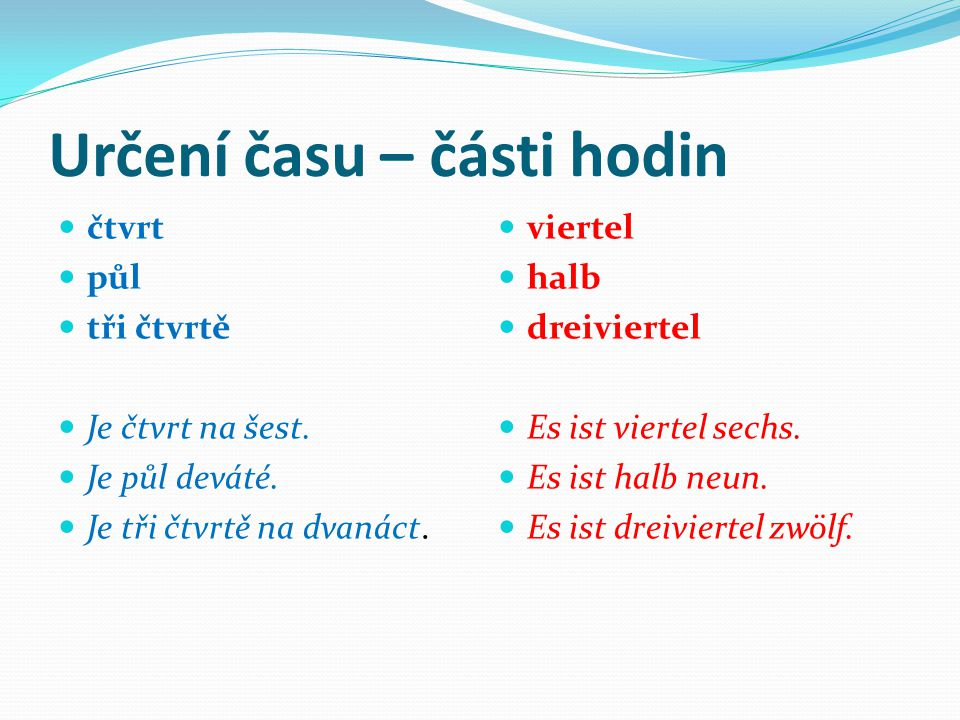 Určení času – části hodin
čtvrt
půl
tři čtvrtě
Je čtvrt na šest.
Je půl deváté.
Je tři čtvrtě na dvanáct.
viertel
halb
dreiviertel
Es ist viertel sechs.
Es ist halb neun.
Es ist dreiviertel zwölf.